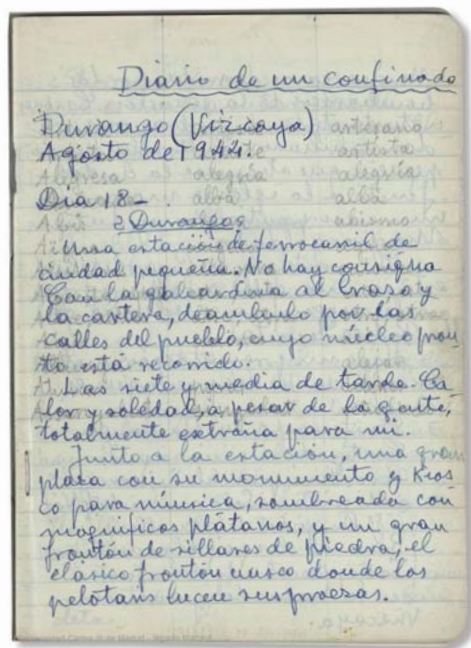 Diario de un confinado
Durango (Vizcaya)
Agosto de 1944.
Dia 18-
¿Durango?
Una estación de ferrocarril de
ciudad pequeña. No hay consigna
Con la gabardina al brazo y
la cartera, deambulo por las
calles del pueblo, cuyo núcleo pron
to está recorrido.
Las siete y media de tarde. Ca
lor y soledad, a pesar de la gente,
totalmente extraña para mi.
Junto a la estación, una gran
plaza con su monumento y Kios
co para música, sombreada con
magníficos plátanos, y un gran
frontón de sillares de piedra, el
clásico frontón vasco donde los
pelotaris lucen sus proezas.